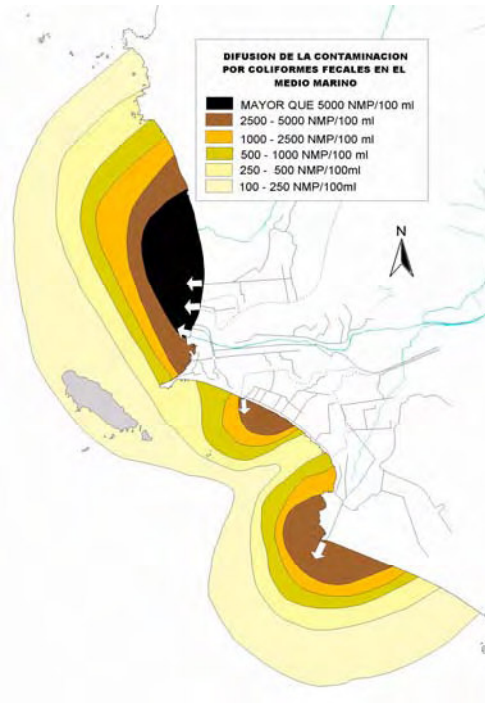 DIFUSION DE LA CONTAMINACION
POR COLIFORMES FECALES EN EL
MEDIO MARINO
MAYOR QUE 5000 NMP/100 ml
2500 - 5000 NMP/100 ml
1000 - 2500 NMP/100 ml
500 - 1000 NMP/100 ml
250 - 500 NMP/100ml
100 - 250 NMP/100ml
N